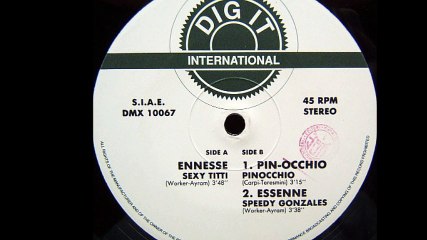 DIG IT
INTERNATIONAL
S.I.A.E.
DMX 10067
45 RPM
STEREO
SIDE A
ENNESSE
SEXY TITTI
(Worker-Ayram) 3'48''
SIDE B
1. PIN-OCCHIO
PINOCCHIO
(Carpi-Teresmini) 3'15''
2. ESSENNE
SPEEDY GONZALES
(Worker-Ayram) 3'38''